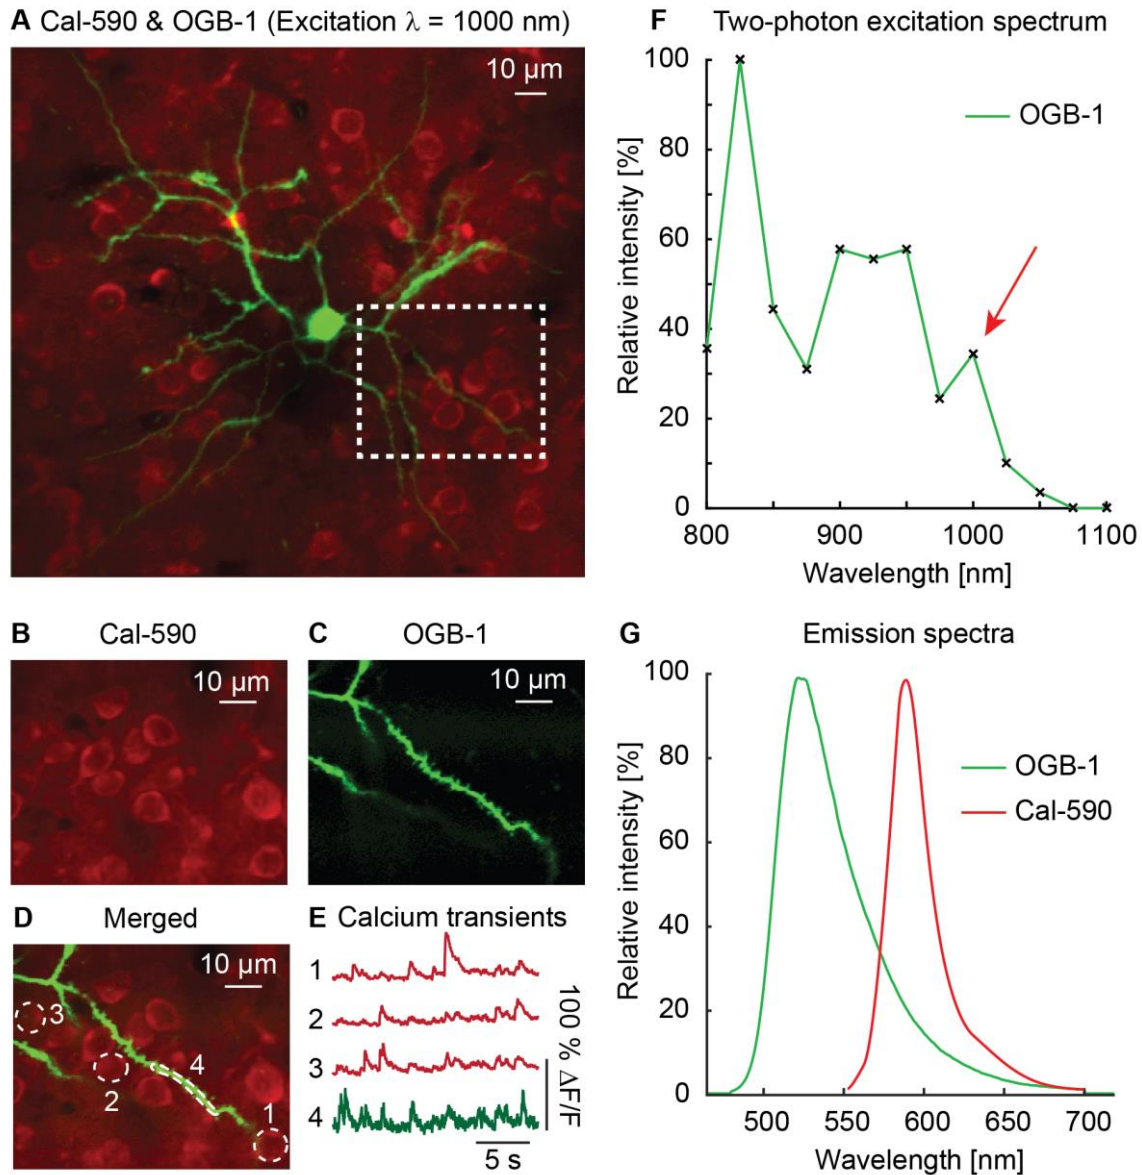 A Cal-590 & OGB-1 (Excitation λ = 1000 nm)
10 µm
B Cal-590
10 µm
C OGB-1
10 µm
D Merged
10 µm
3
4
2
1
E Calcium transients
1
2
3
4
100 % ΔF/F
5 s
F Two-photon excitation spectrum
Relative intensity [%]
100
80
60
40
20
0
OGB-1
800 900 1000 1100
Wavelength [nm]
G Emission spectra
Relative intensity [%]
100
80
60
40
20
0
OGB-1
Cal-590
500 550 600 650 700
Wavelength [nm]